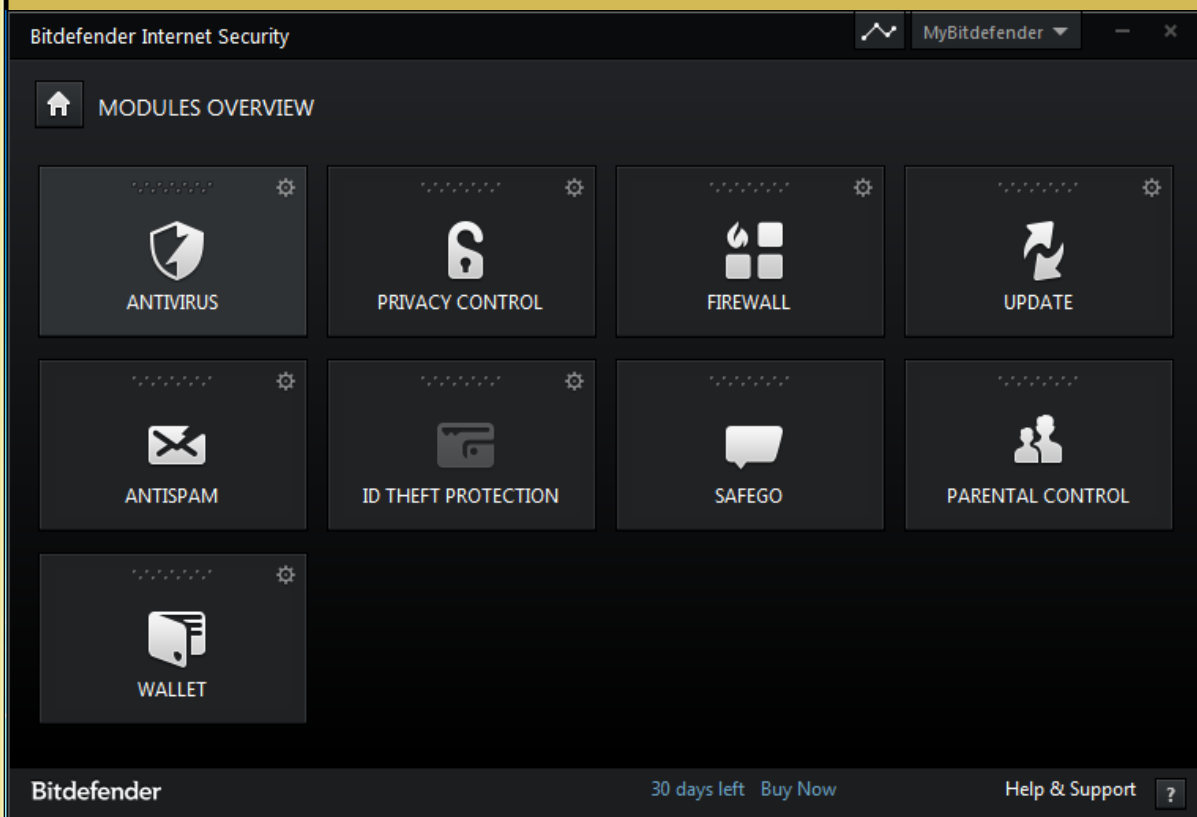 Bitdefender Internet Security
MyBitdefender
MODULES OVERVIEW
ANTIVIRUS
PRIVACY CONTROL
FIREWALL
UPDATE
ANTISPAM
ID THEFT PROTECTION
SAFEGO
PARENTAL CONTROL
WALLET
Bitdefender
30 days left Buy Now
Help & Support ?